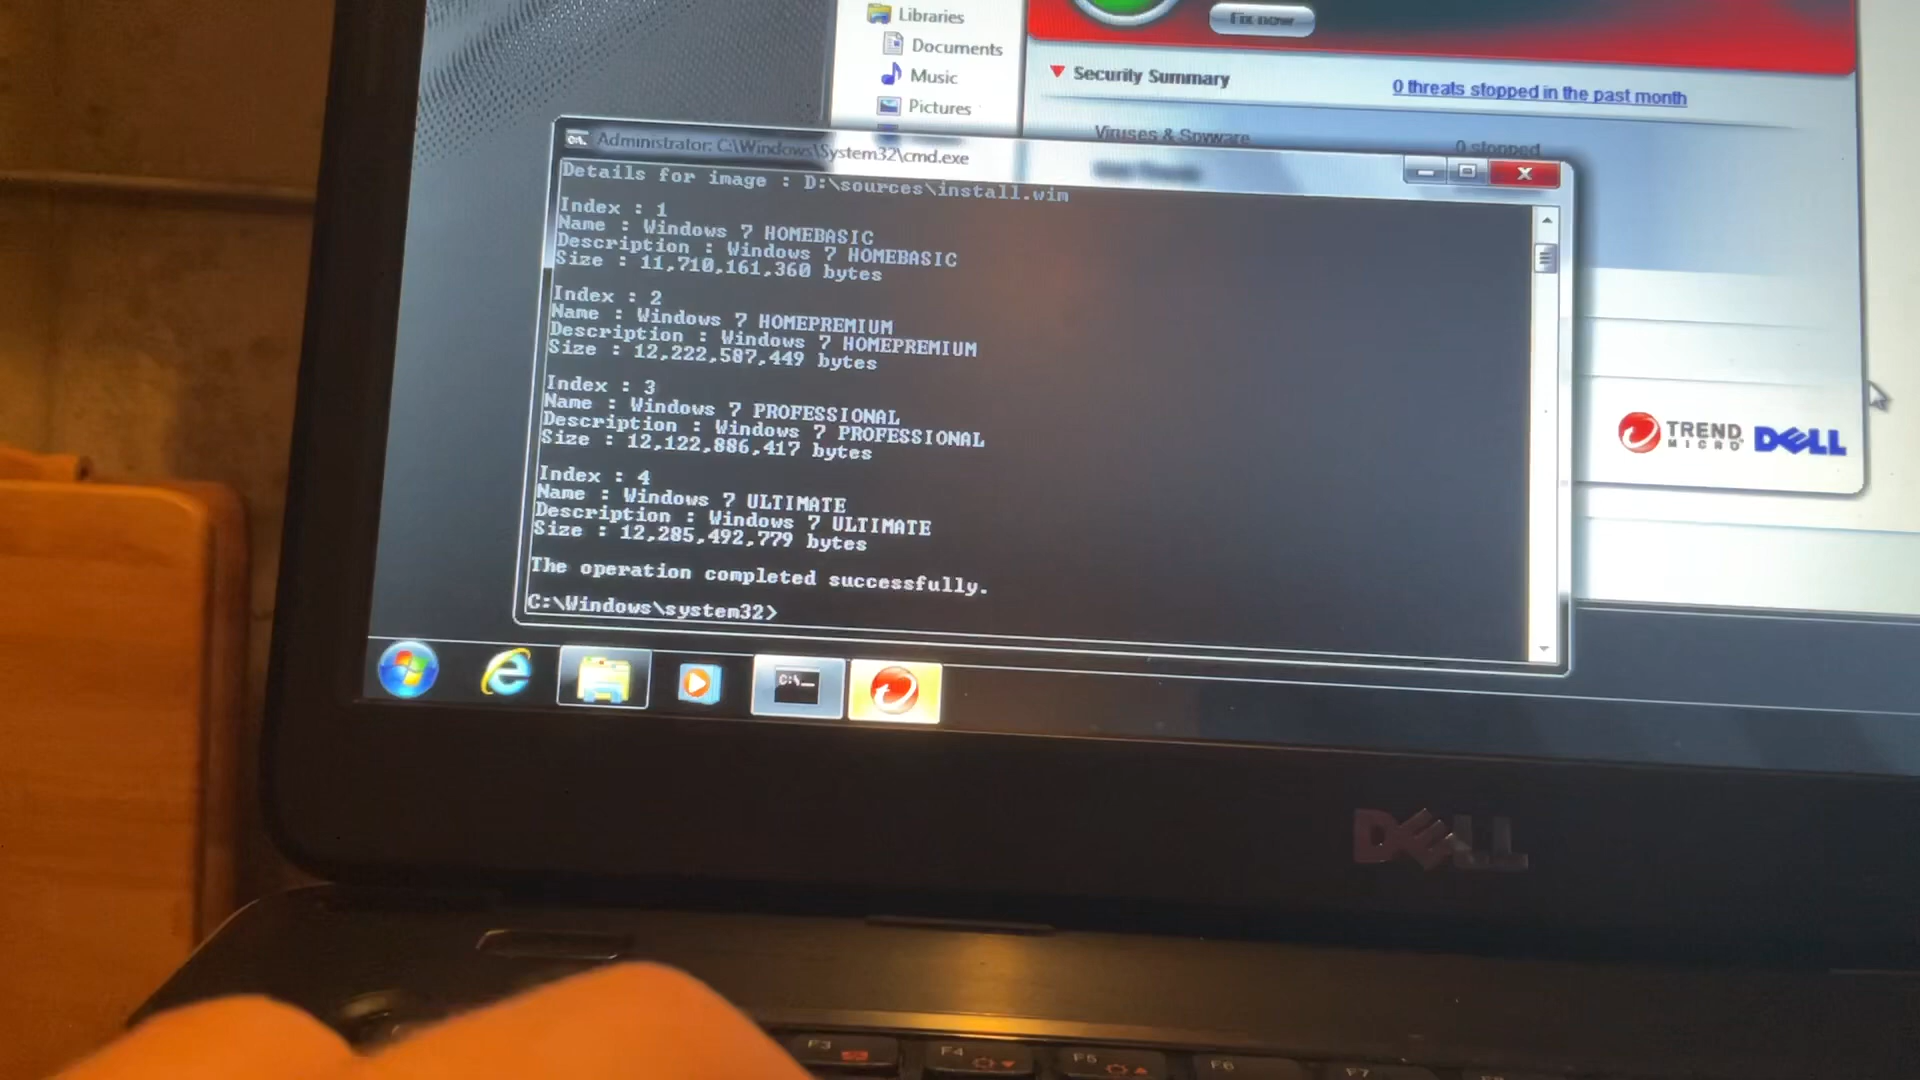 Libraries
Documents
Music
Pictures
Fix now
Security Summary
0 threats stopped in the past month
Viruses & Spyware
0 stopped
Administrator: C:\Windows\System32\cmd.exe
Details for image : D:\sources\install.wim
Index : 1
Name : Windows 7 HOMEBASIC
Description : Windows 7 HOMEBASIC
Size : 11,710,161,360 bytes
Index : 2
Name : Windows 7 HOMEPREMIUM
Description : Windows 7 HOMEPREMIUM
Size : 12,222,587,449 bytes
Index : 3
Name : Windows 7 PROFESSIONAL
Description : Windows 7 PROFESSIONAL
Size : 12,122,886,417 bytes
Index : 4
Name : Windows 7 ULTIMATE
Description : Windows 7 ULTIMATE
Size : 12,285,492,779 bytes
The operation completed successfully.
C:\Windows\system32>
TREND
MICRO
DELL
C:\_
DELL
F3
F4
F5
F6
F7